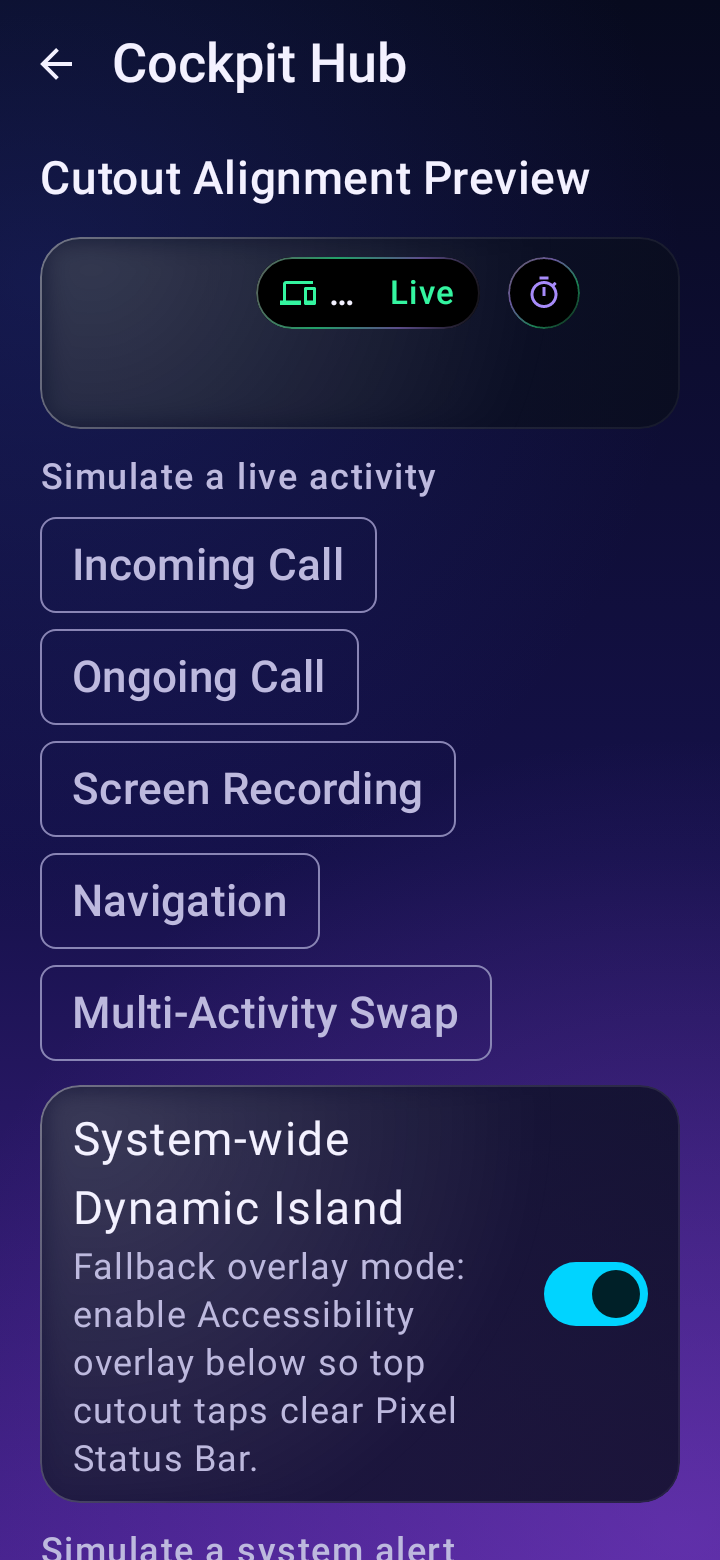 Cockpit Hub
Cutout Alignment Preview
... Live
Simulate a live activity
Incoming Call
Ongoing Call
Screen Recording
Navigation
Multi-Activity Swap
System-wide
Dynamic Island
Fallback overlay mode:
enable Accessibility
overlay below so top
cutout taps clear Pixel
Status Bar.
Simulate a system alert